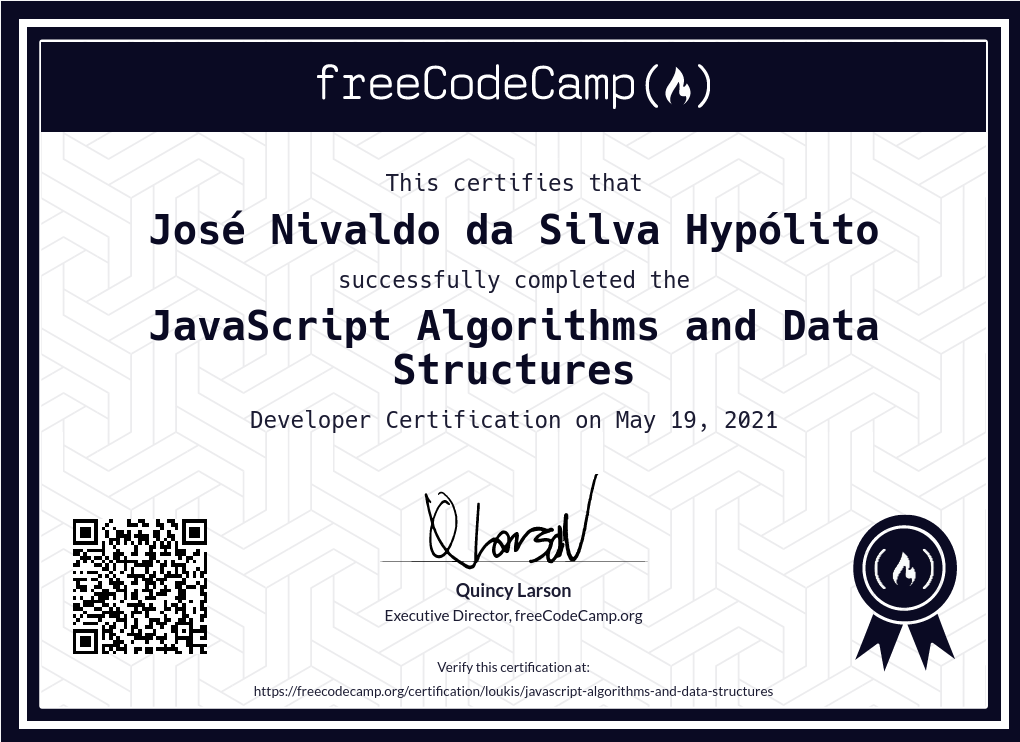 freeCodeCamp
This certifies that
José Nivaldo da Silva Hypólito
successfully completed the
JavaScript Algorithms and Data
Structures
Developer Certification on May 19, 2021
Q Larson
Quincy Larson
Executive Director, freeCodeCamp.org
Verify this certification at:
https://freecodecamp.org/certification/loukis/javascript-algorithms-and-data-structures